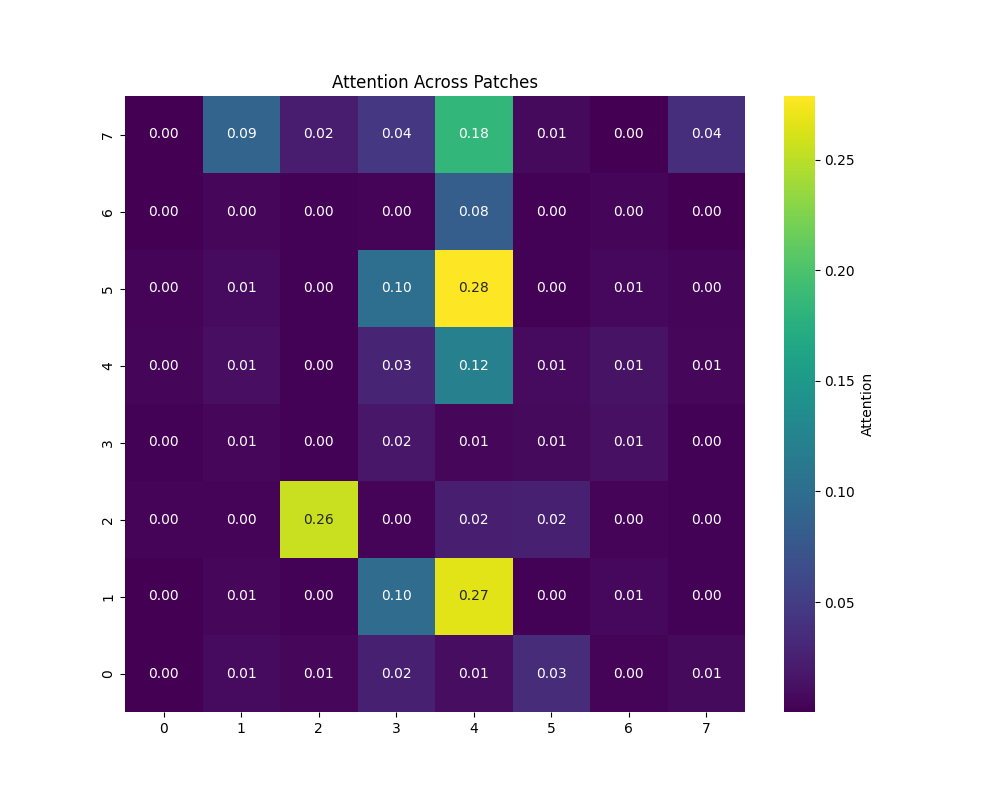 Attention Across Patches
7 0.00 0.09 0.02 0.04 0.18 0.01 0.00 0.04
6 0.00 0.00 0.00 0.00 0.08 0.00 0.00 0.00
5 0.00 0.01 0.00 0.10 0.28 0.00 0.01 0.00
4 0.00 0.01 0.00 0.03 0.12 0.01 0.01 0.01
3 0.00 0.01 0.00 0.02 0.01 0.01 0.01 0.00
2 0.00 0.00 0.26 0.00 0.02 0.02 0.00 0.00
1 0.00 0.01 0.00 0.10 0.27 0.00 0.01 0.00
0 0.00 0.01 0.01 0.02 0.01 0.03 0.00 0.01
0 1 2 3 4 5 6 7
0.25
0.20
0.15
0.10
0.05
Attention